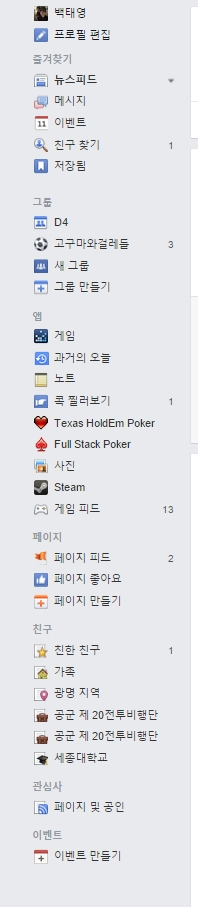 백태영
프로필 편집
즐겨찾기
뉴스피드
메시지
이벤트
11
친구 찾기 1
저장됨
그룹
D4
고구마와걸레들 3
새 그룹
그룹 만들기
앱
게임
과거의 오늘
노트
콕 찔러보기 1
Texas HoldEm Poker
Full Stack Poker
사진
Steam
게임 피드 13
페이지
페이지 피드 2
페이지 좋아요
페이지 만들기
친구
친한 친구 1
가족
광명 지역
공군 제 20전투비행단
공군 제 20전투비행단
세종대학교
관심사
페이지 및 공인
이벤트
이벤트 만들기